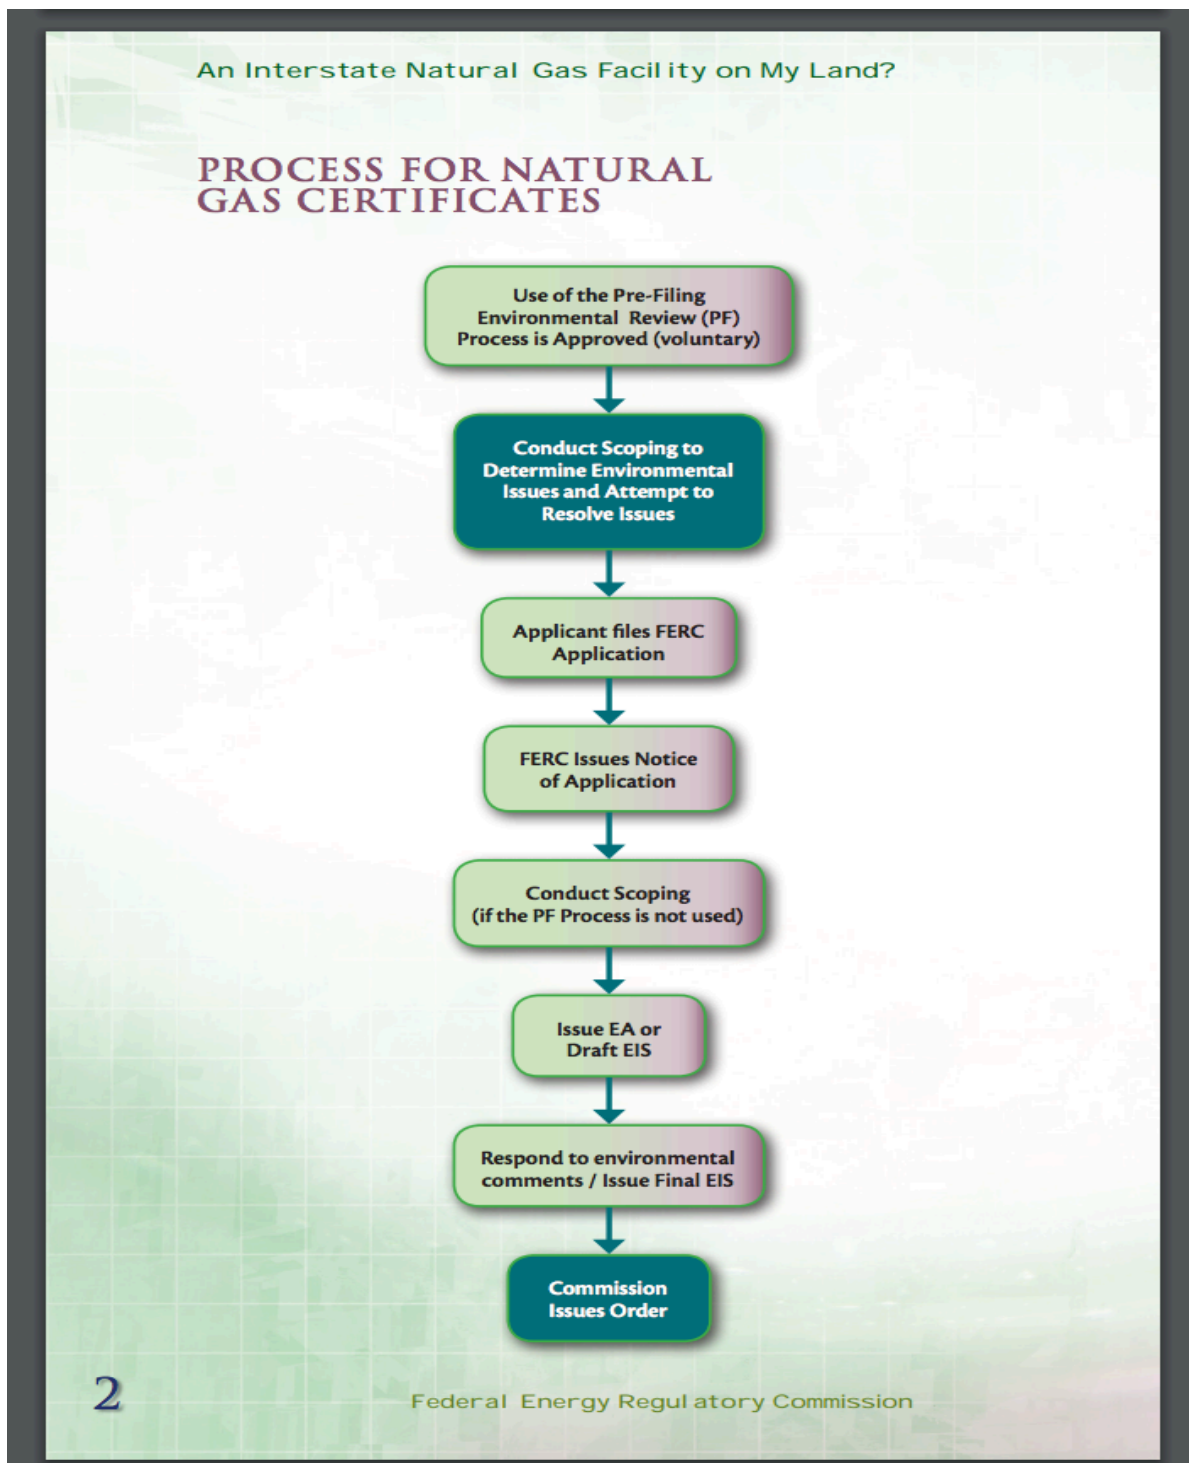 An Interstate Natural Gas Facility on My Land?
PROCESS FOR NATURAL
GAS CERTIFICATES
Use of the Pre-Filing
Environmental Review (PF)
Process is Approved (voluntary)
Conduct Scoping to
Determine Environmental
Issues and Attempt to
Resolve Issues
Applicant files FERC
Application
FERC Issues Notice
of Application
Conduct Scoping
(if the PF Process is not used)
Issue EA or
Draft EIS
Respond to environmental
comments / Issue Final EIS
Commission
Issues Order
2
Federal Energy Regulatory Commission